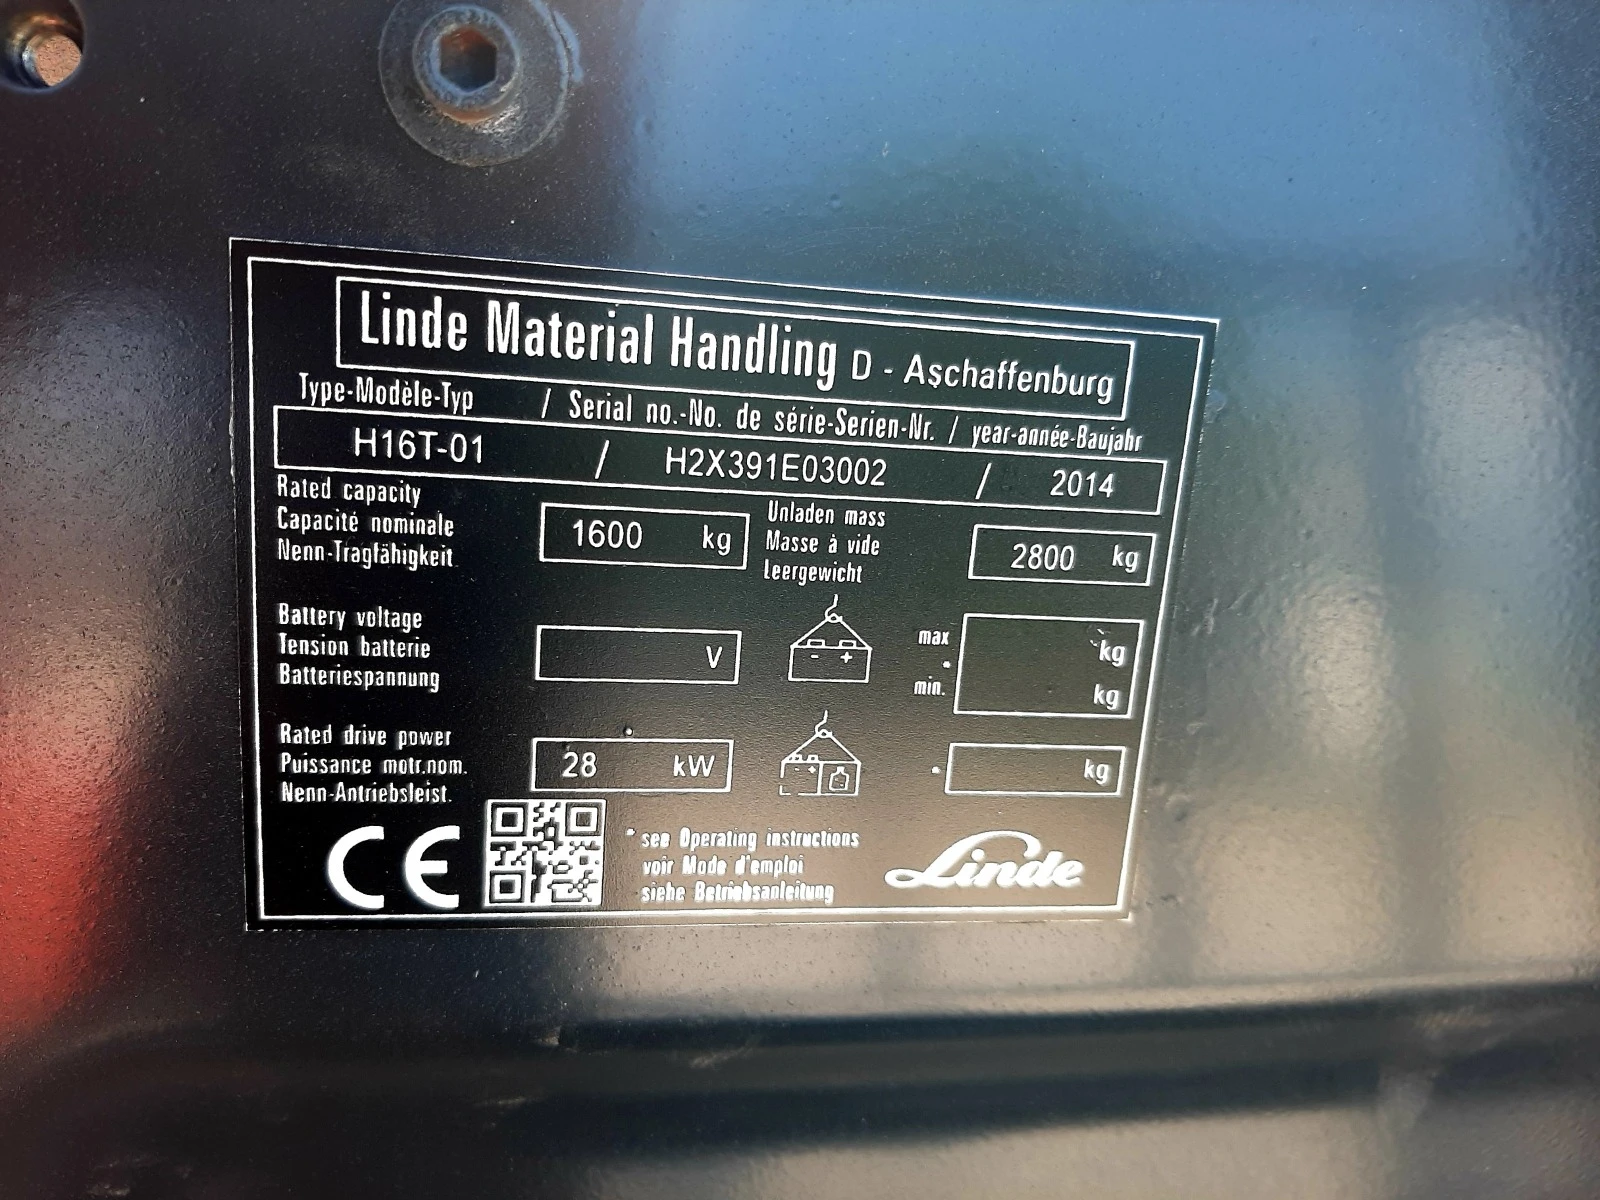 Linde Material Handling D - Aschaffenburg
Type-Modèle-Typ / Serial no.-No. de série-Serien-Nr. / year-année-Baujahr
H16T-01 / H2X391E03002 / 2014
Rated capacity
Capacité nominale
Nenn-Tragfähigkeit
1600 kg
Unladen mass
Masse à vide
Leergewicht
2800 kg
Battery voltage
Tension batterie
Batteriespannung
V
- +
max
*
min.
kg
kg
Rated drive power
Puissance motr.nom.
Nenn-Antriebsleist.
28 kW
- +
* kg
CE
* see Operating instructions
voir Mode d'emploi
siehe Betriebsanleitung
Linde